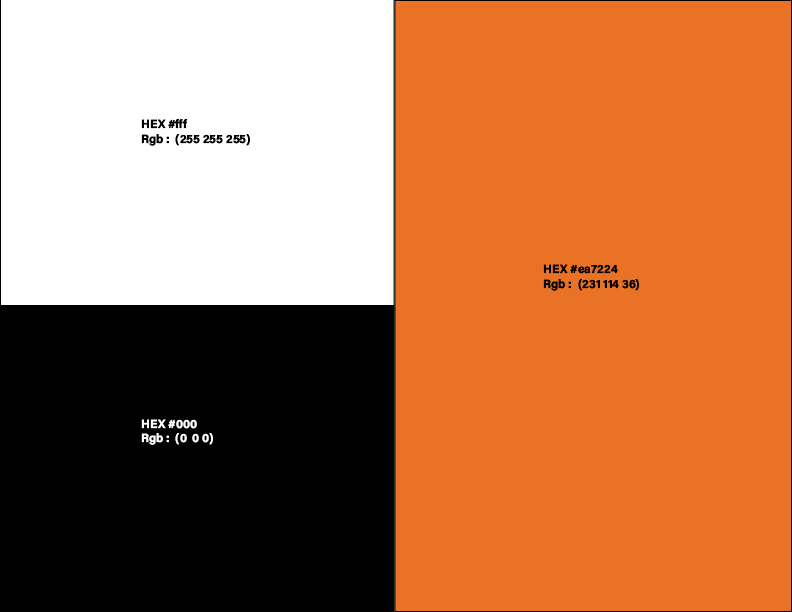 HEX #fff
Rgb : (255 255 255)
HEX #ea7224
Rgb : (231 114 36)
HEX #000
Rgb : (0 0 0)